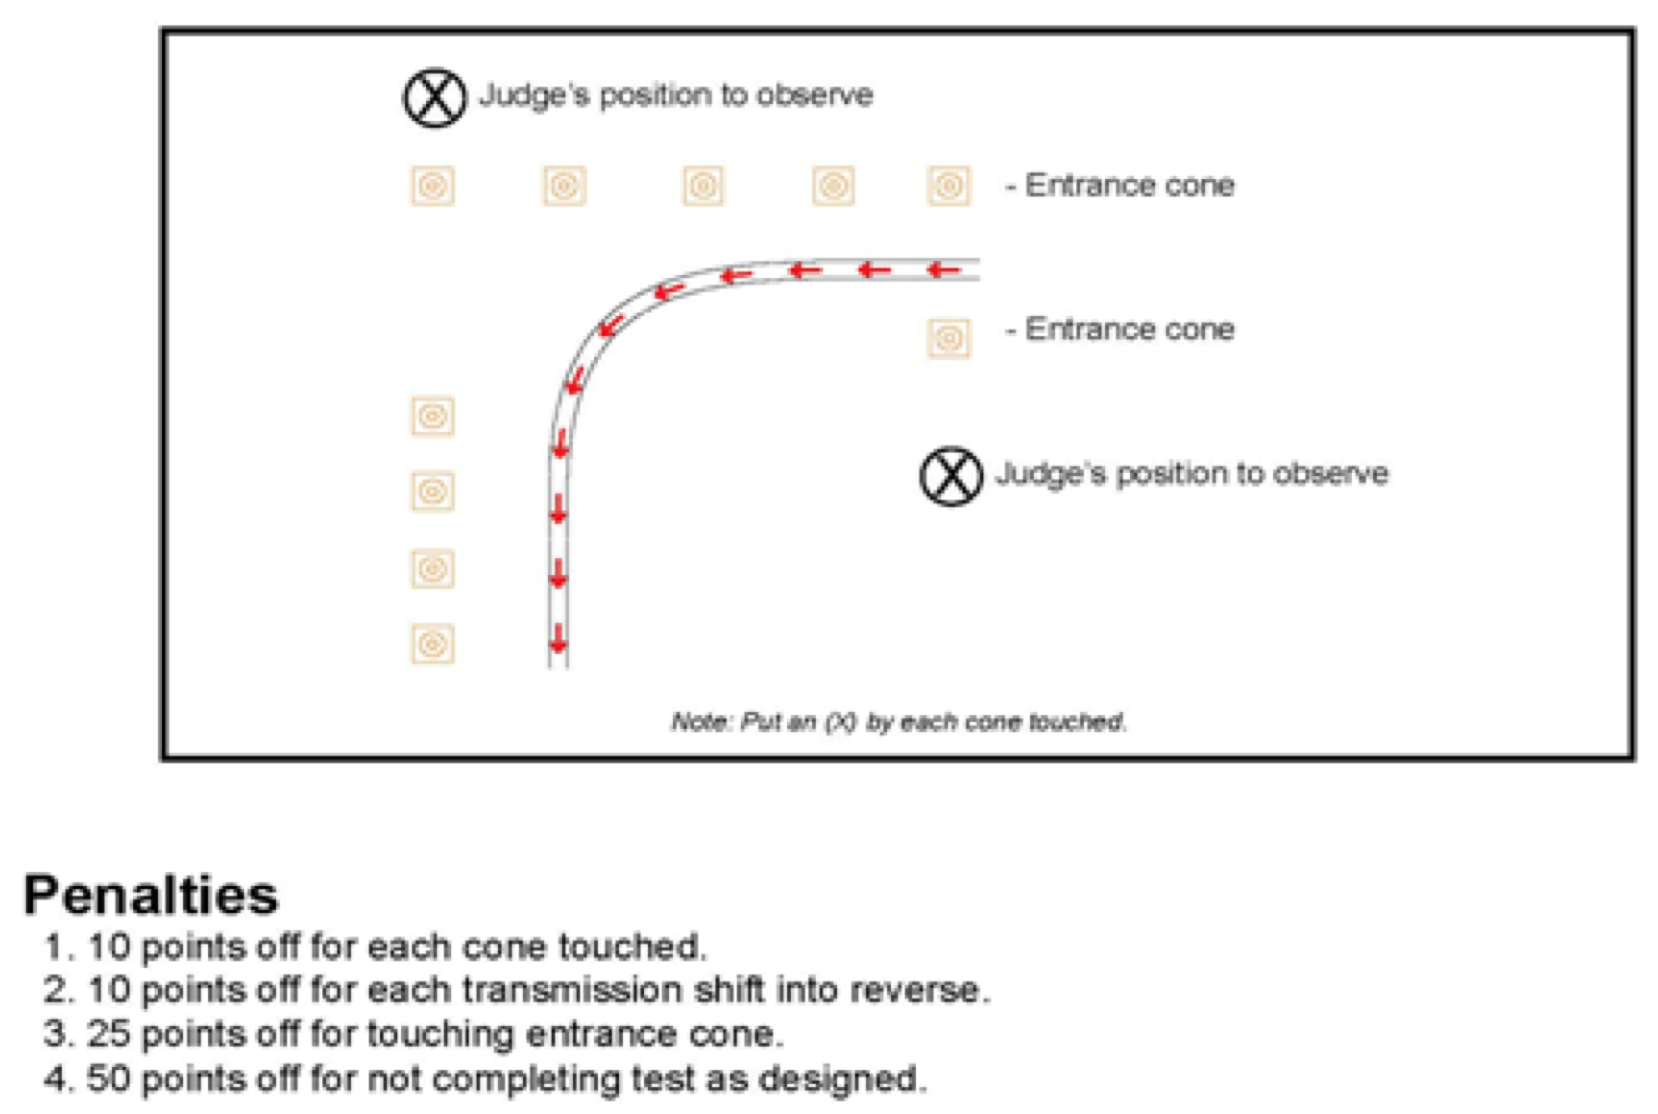 Judge's position to observe
- Entrance cone
- Entrance cone
Judge's position to observe
Note: Put an (X) by each cone touched.
Penalties
1. 10 points off for each cone touched.
2. 10 points off for each transmission shift into reverse.
3. 25 points off for touching entrance cone.
4. 50 points off for not completing test as designed.